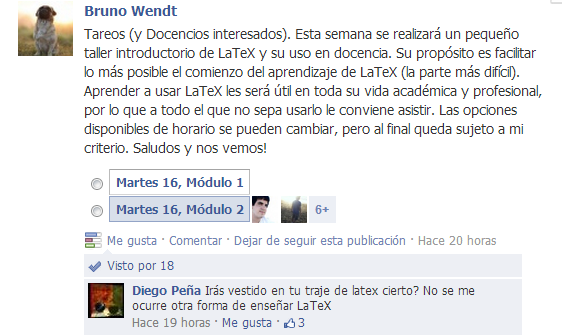 Bruno Wendt
Tareos (y Docencios interesados). Esta semana se realizará un pequeño
taller introductorio de LaTeX y su uso en docencia. Su propósito es facilitar
lo más posible el comienzo del aprendizaje de LaTeX (la parte más difícil).
Aprender a usar LaTeX les será útil en toda su vida académica y profesional,
por lo que a todo el que no sepa usarlo le conviene asistir. Las opciones
disponibles de horario se pueden cambiar, pero al final queda sujeto a mi
criterio. Saludos y nos vemos!
Martes 16, Módulo 1
Martes 16, Módulo 2 6+
Me gusta · Comentar · Dejar de seguir esta publicación · Hace 20 horas
Visto por 18
Diego Peña Irás vestido en tu traje de latex cierto? No se me
ocurre otra forma de enseñar LaTeX
Hace 19 horas · Me gusta · 3